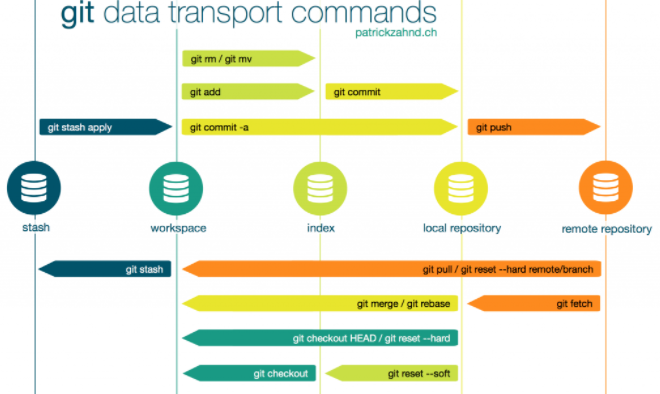 git data transport commands
patrickzahnd.ch
git rm / git mv
git add
git commit
git stash apply
git commit -a
git push
stash
workspace
index
local repository
remote repository
git stash
git pull / git reset --hard remote/branch
git merge / git rebase
git fetch
git checkout HEAD / git reset --hard
git checkout
git reset --soft